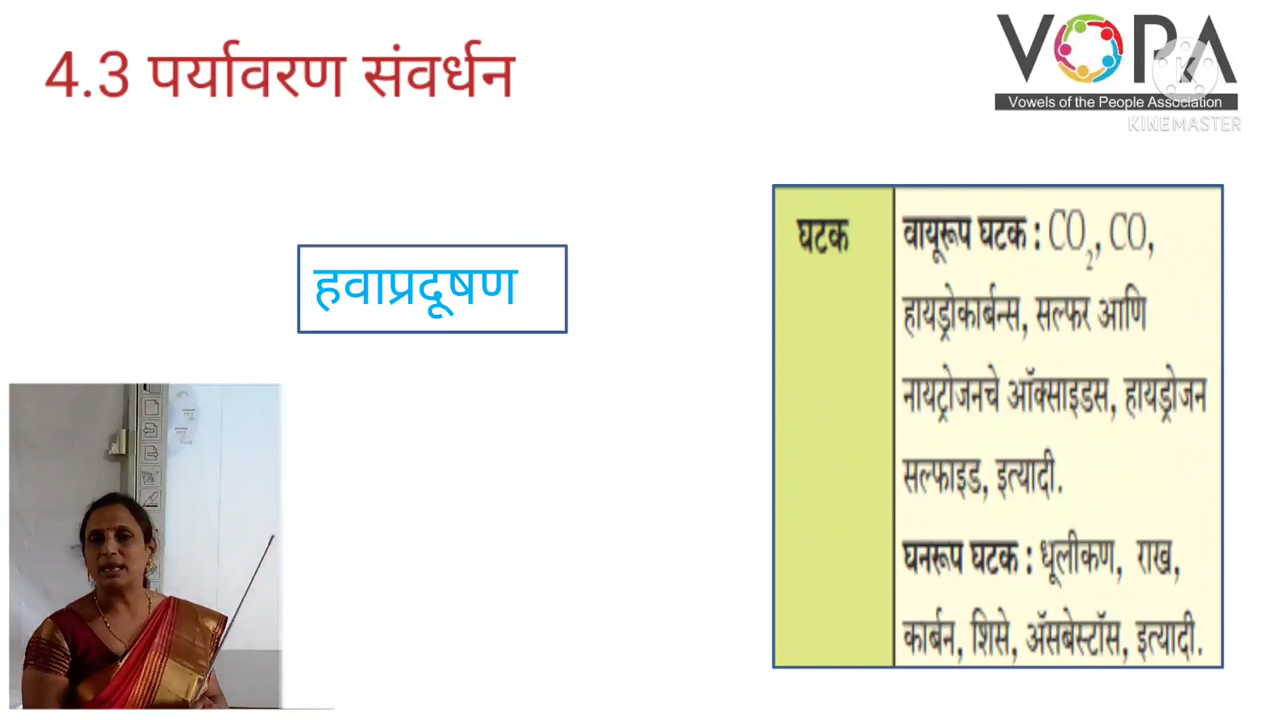 4.3 पर्यावरण संवर्धन
VOPA
Vowels of the People Association
KINEMASTER
हवाप्रदूषण
घटक
वायूरूप घटक : CO₂, CO,
हायड्रोकार्बन्स, सल्फर आणि
नायट्रोजनचे ऑक्साइडस, हायड्रोजन
सल्फाइड, इत्यादी.
घनरूप घटक : धूलीकण, राख,
कार्बन, शिसे, ॲसबेस्टॉस, इत्यादी.